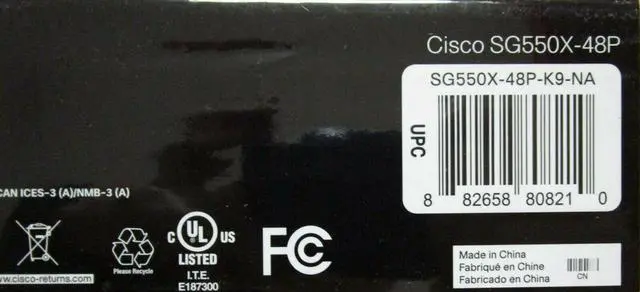 Cisco SG550X-48P
SG550X-48P-K9-NA
UPC
8 82658 80821 0
CAN ICES-3 (A)/NMB-3 (A)
www.cisco-returns.com
Please Recycle
C UL US
LISTED
I.T.E.
E187300
FC
Made in China
Fabriqué en Chine
Fabricado en China
CN